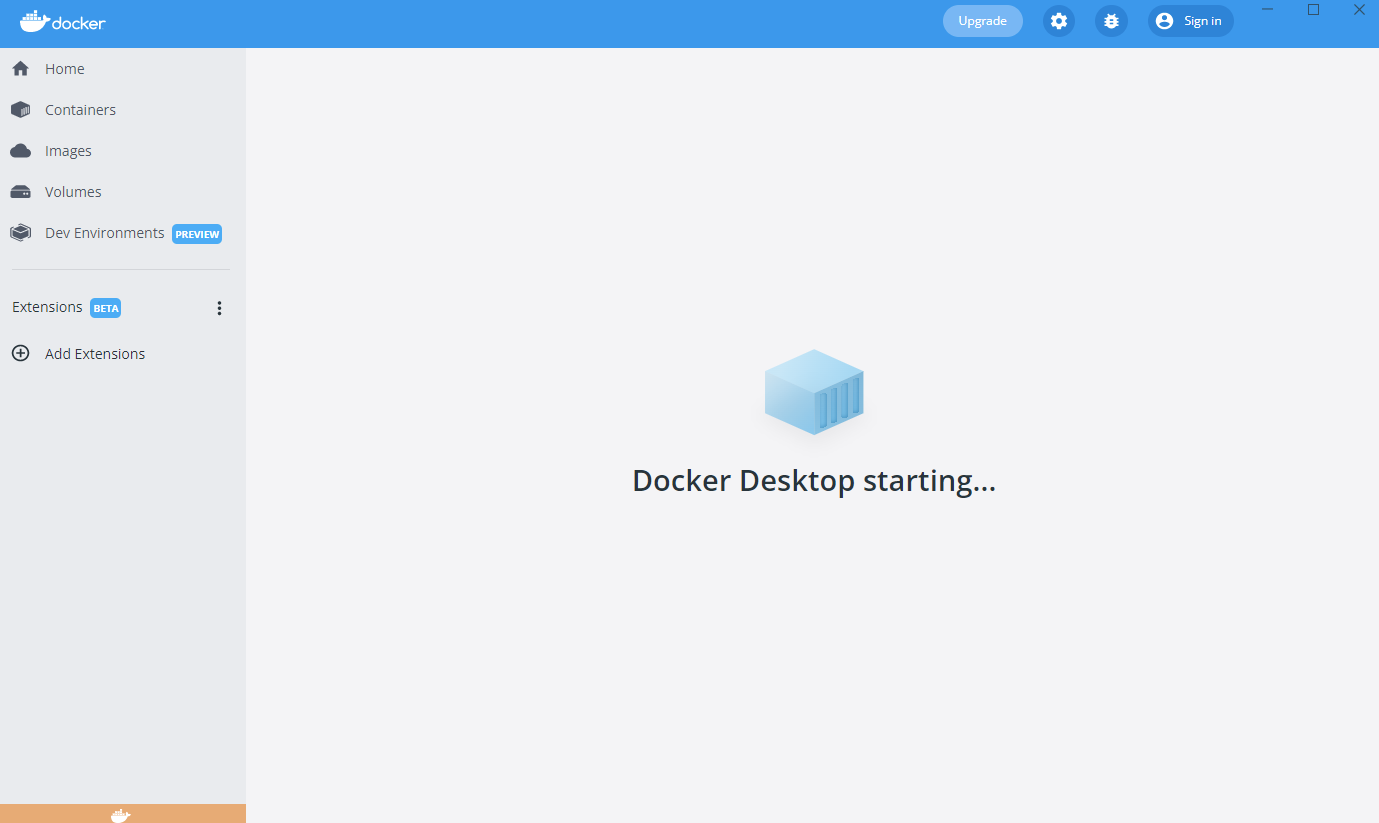 docker
Upgrade
Sign in
Home
Containers
Images
Volumes
Dev Environments PREVIEW
Extensions BETA
Add Extensions
Docker Desktop starting...